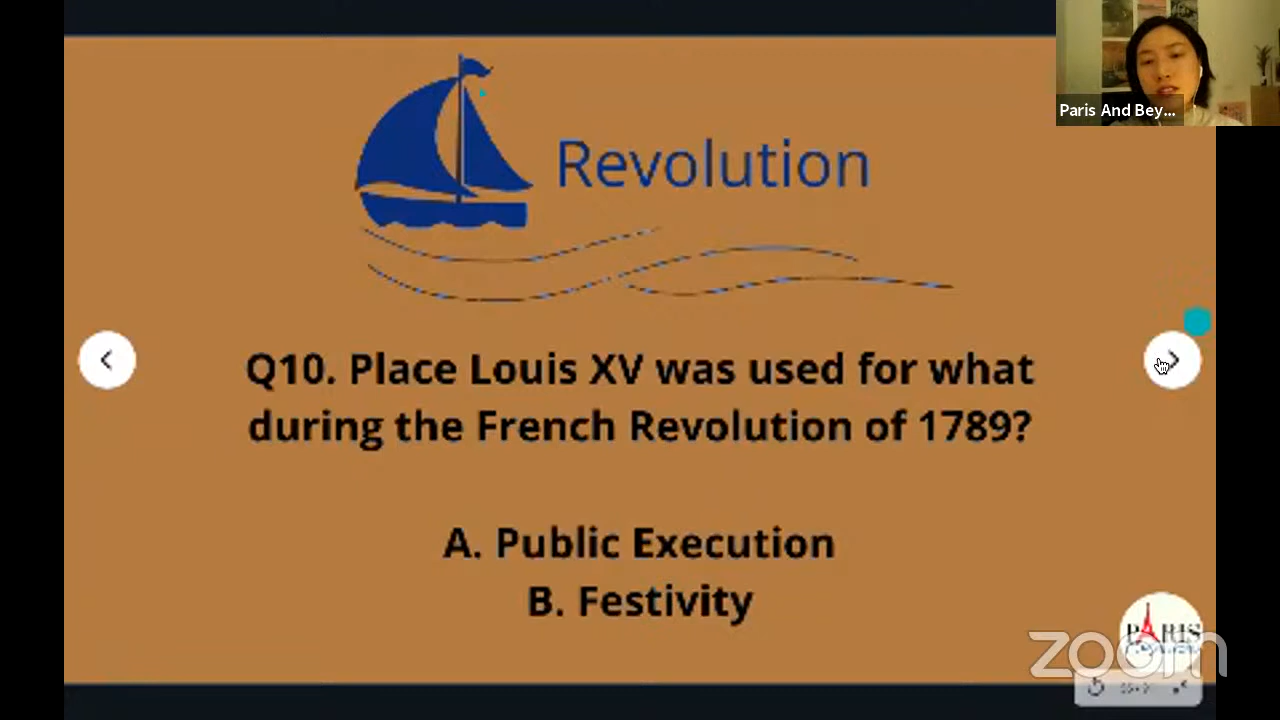 Paris And Bey...
Revolution
Q10. Place Louis XV was used for what
during the French Revolution of 1789?
A. Public Execution
B. Festivity
PARIS
zoom